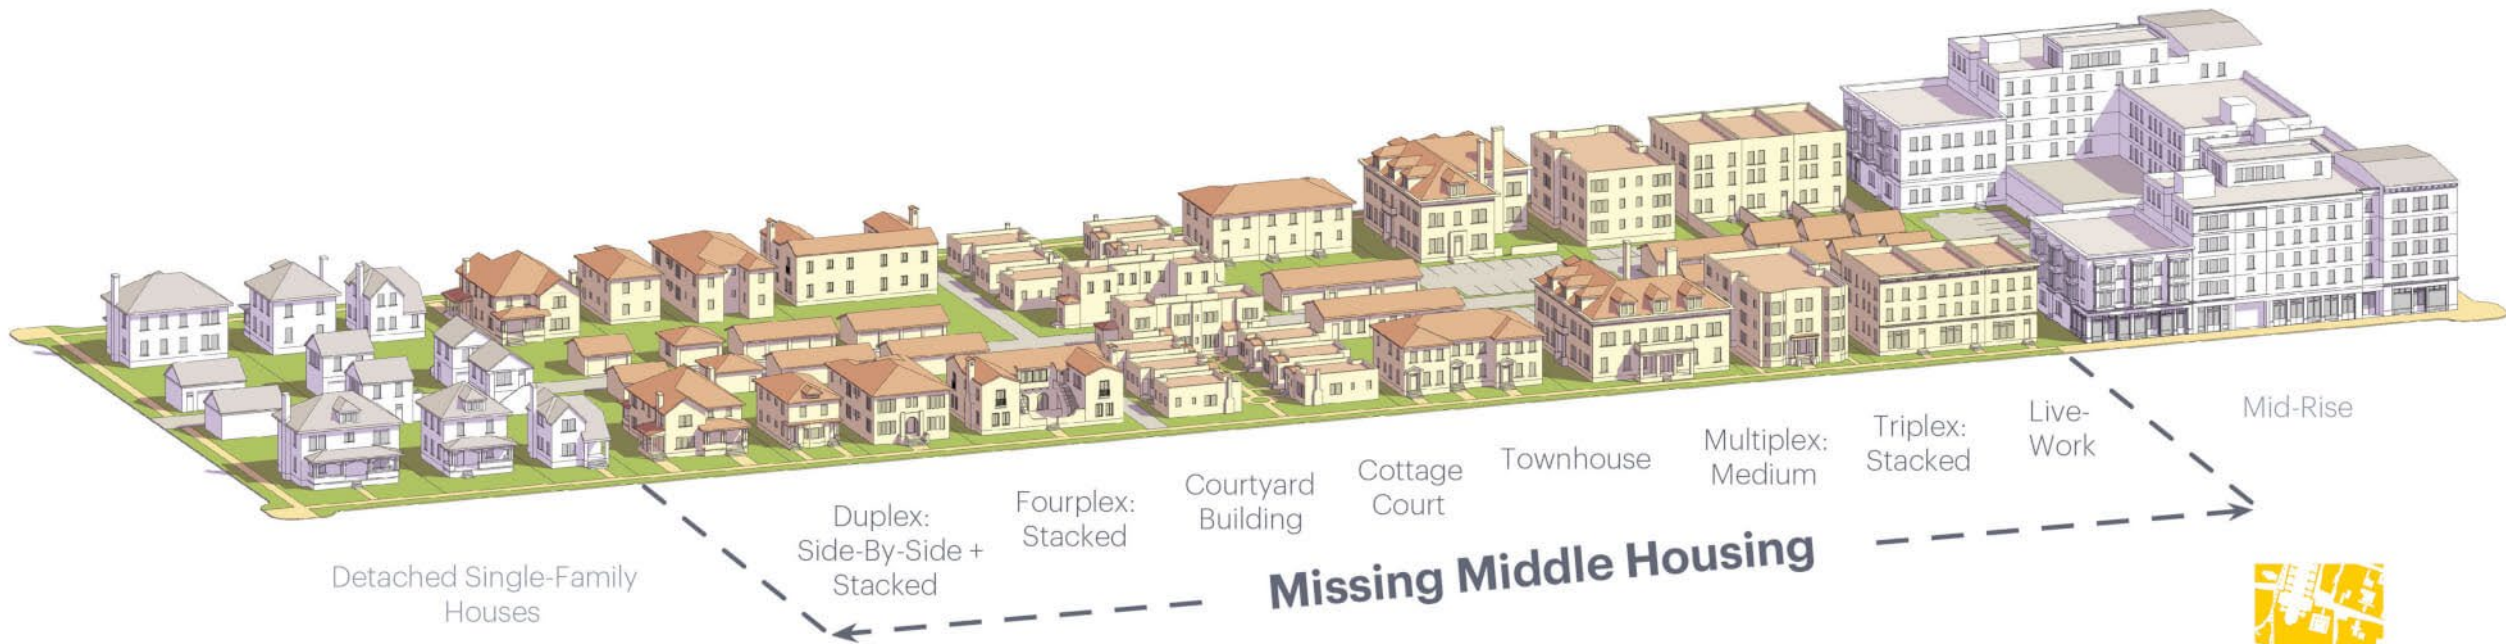 Detached Single-Family
Houses
Duplex:
Side-By-Side +
Stacked
Fourplex:
Stacked
Courtyard
Building
Cottage
Court
Townhouse
Multiplex:
Medium
Triplex:
Stacked
Live-
Work
Mid-Rise
Missing Middle Housing